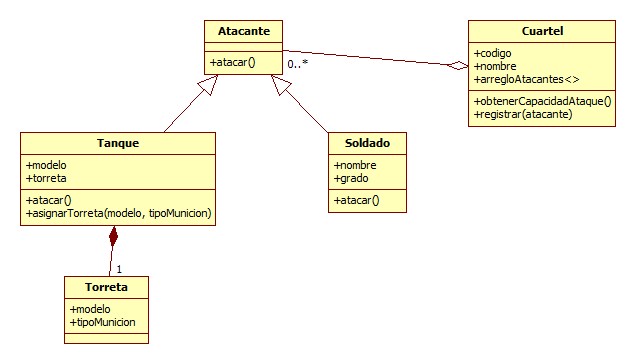 Atacante
+atacar()
0..*
Cuartel
+codigo
+nombre
+arregloAtacantes<>
+obtenerCapacidadAtaque()
+registrar(atacante)
Tanque
+modelo
+torreta
+atacar()
+asignarTorreta(modelo, tipoMunicion)
Soldado
+nombre
+grado
+atacar()
1
Torreta
+modelo
+tipoMunicion